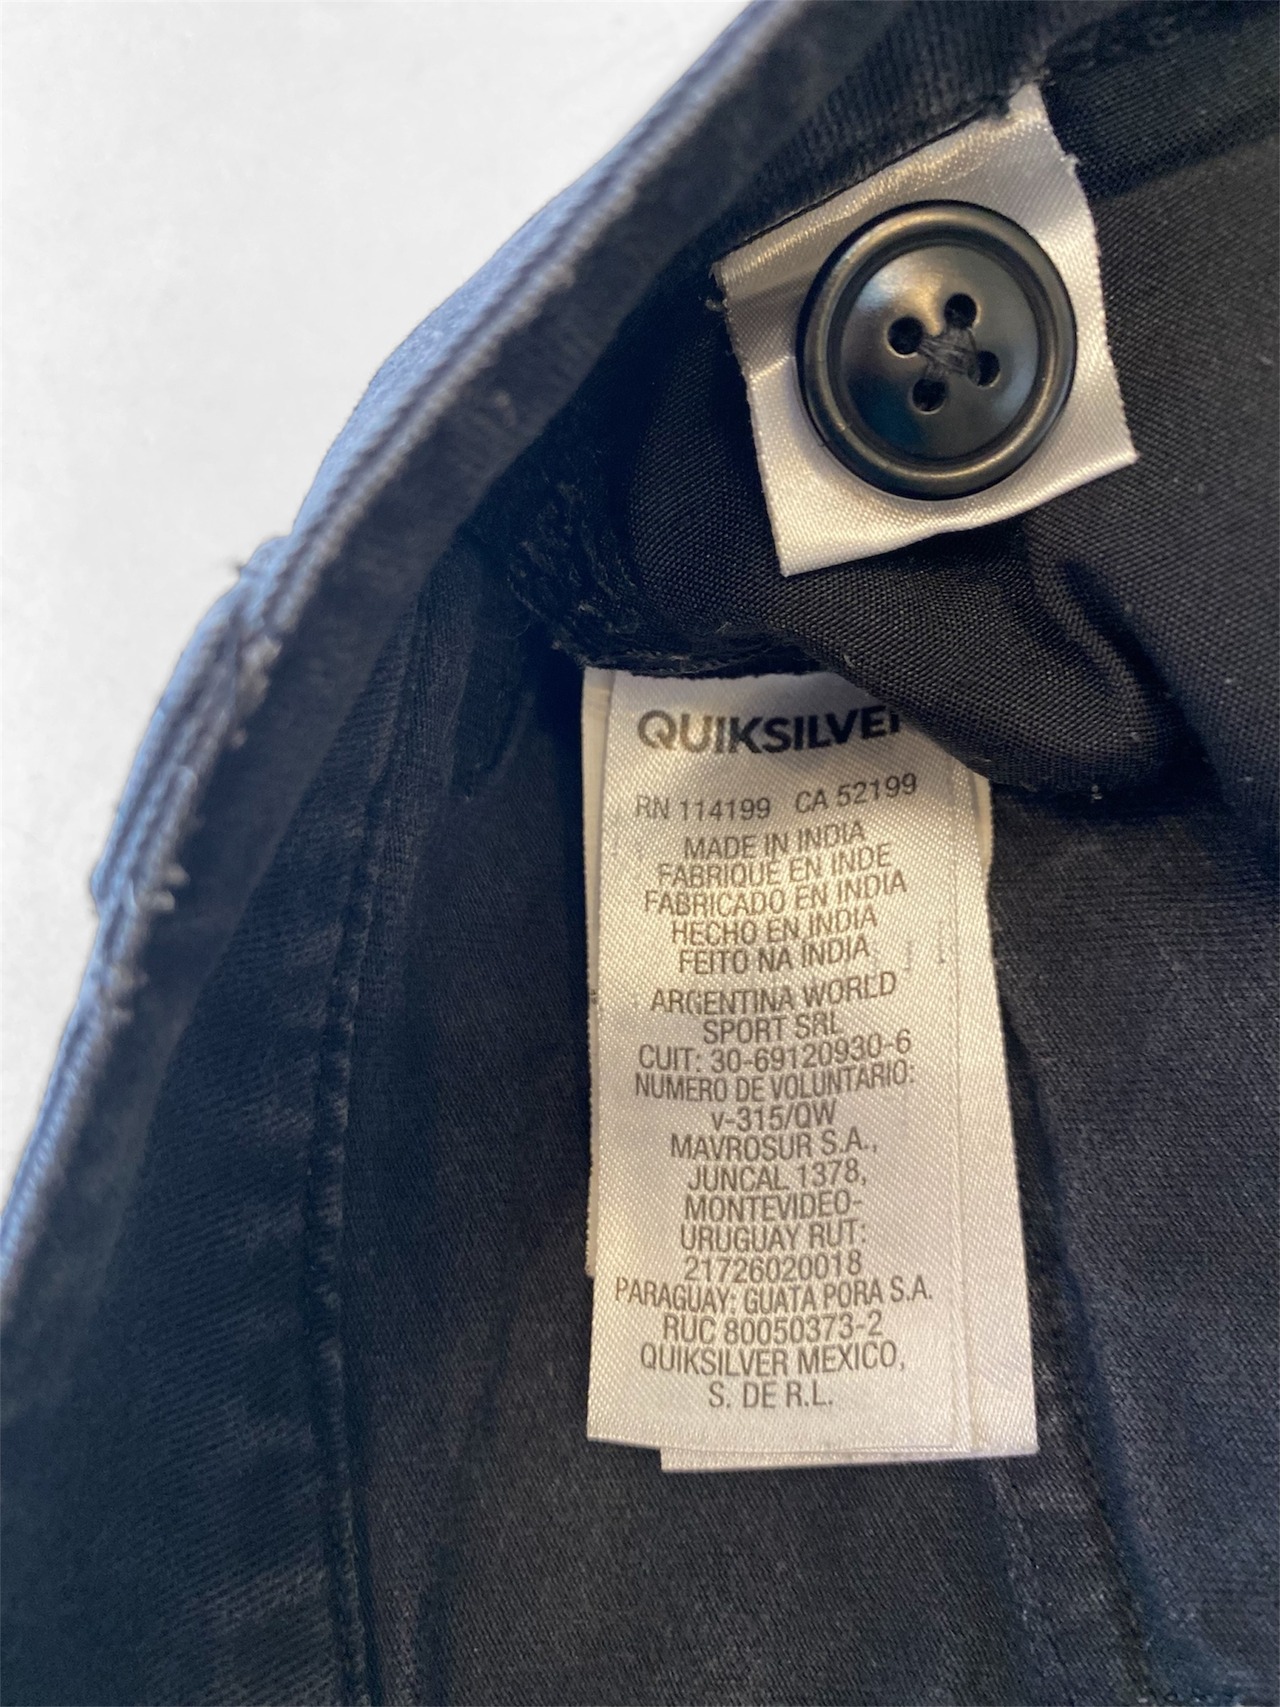 QUIKSILVER
RN 114199 CA 52199
MADE IN INDIA
FABRIQUÉ EN INDE
FABRICADO EN INDIA
HECHO EN INDIA
FEITO NA ÍNDIA
ARGENTINA WORLD
SPORT SRL
CUIT: 30-69120930-6
NUMERO DE VOLUNTARIO:
v-315/QW
MAVROSUR S.A.,
JUNCAL 1378,
MONTEVIDEO-
URUGUAY RUT:
21726020018
PARAGUAY: GUATA PORA S.A.
RUC 80050373-2
QUIKSILVER MEXICO,
S. DE R.L.